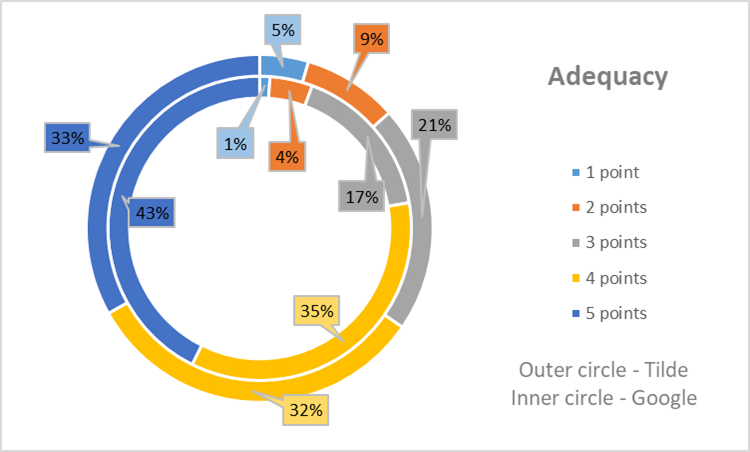 5%
9%
Adequacy
21%
33%
1%
4%
1 point
17%
2 points
43%
3 points
4 points
35%
5 points
Outer circle - Tilde
Inner circle - Google
32%